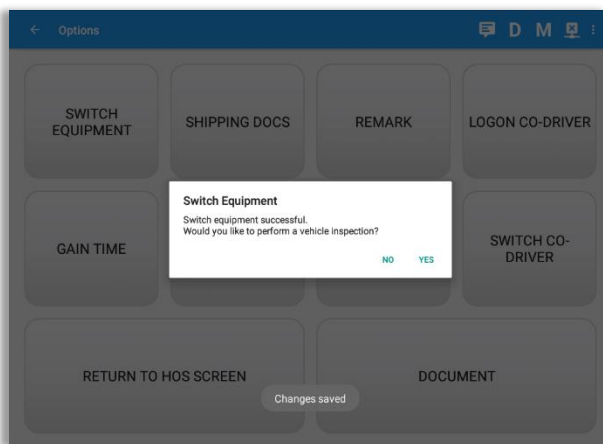 Options
D M
SWITCH
EQUIPMENT
SHIPPING DOCS
REMARK
LOGON CO-DRIVER
Switch Equipment
Switch equipment successful.
Would you like to perform a vehicle inspection?
NO YES
GAIN TIME
SWITCH CO-
DRIVER
RETURN TO HOS SCREEN
DOCUMENT
Changes saved